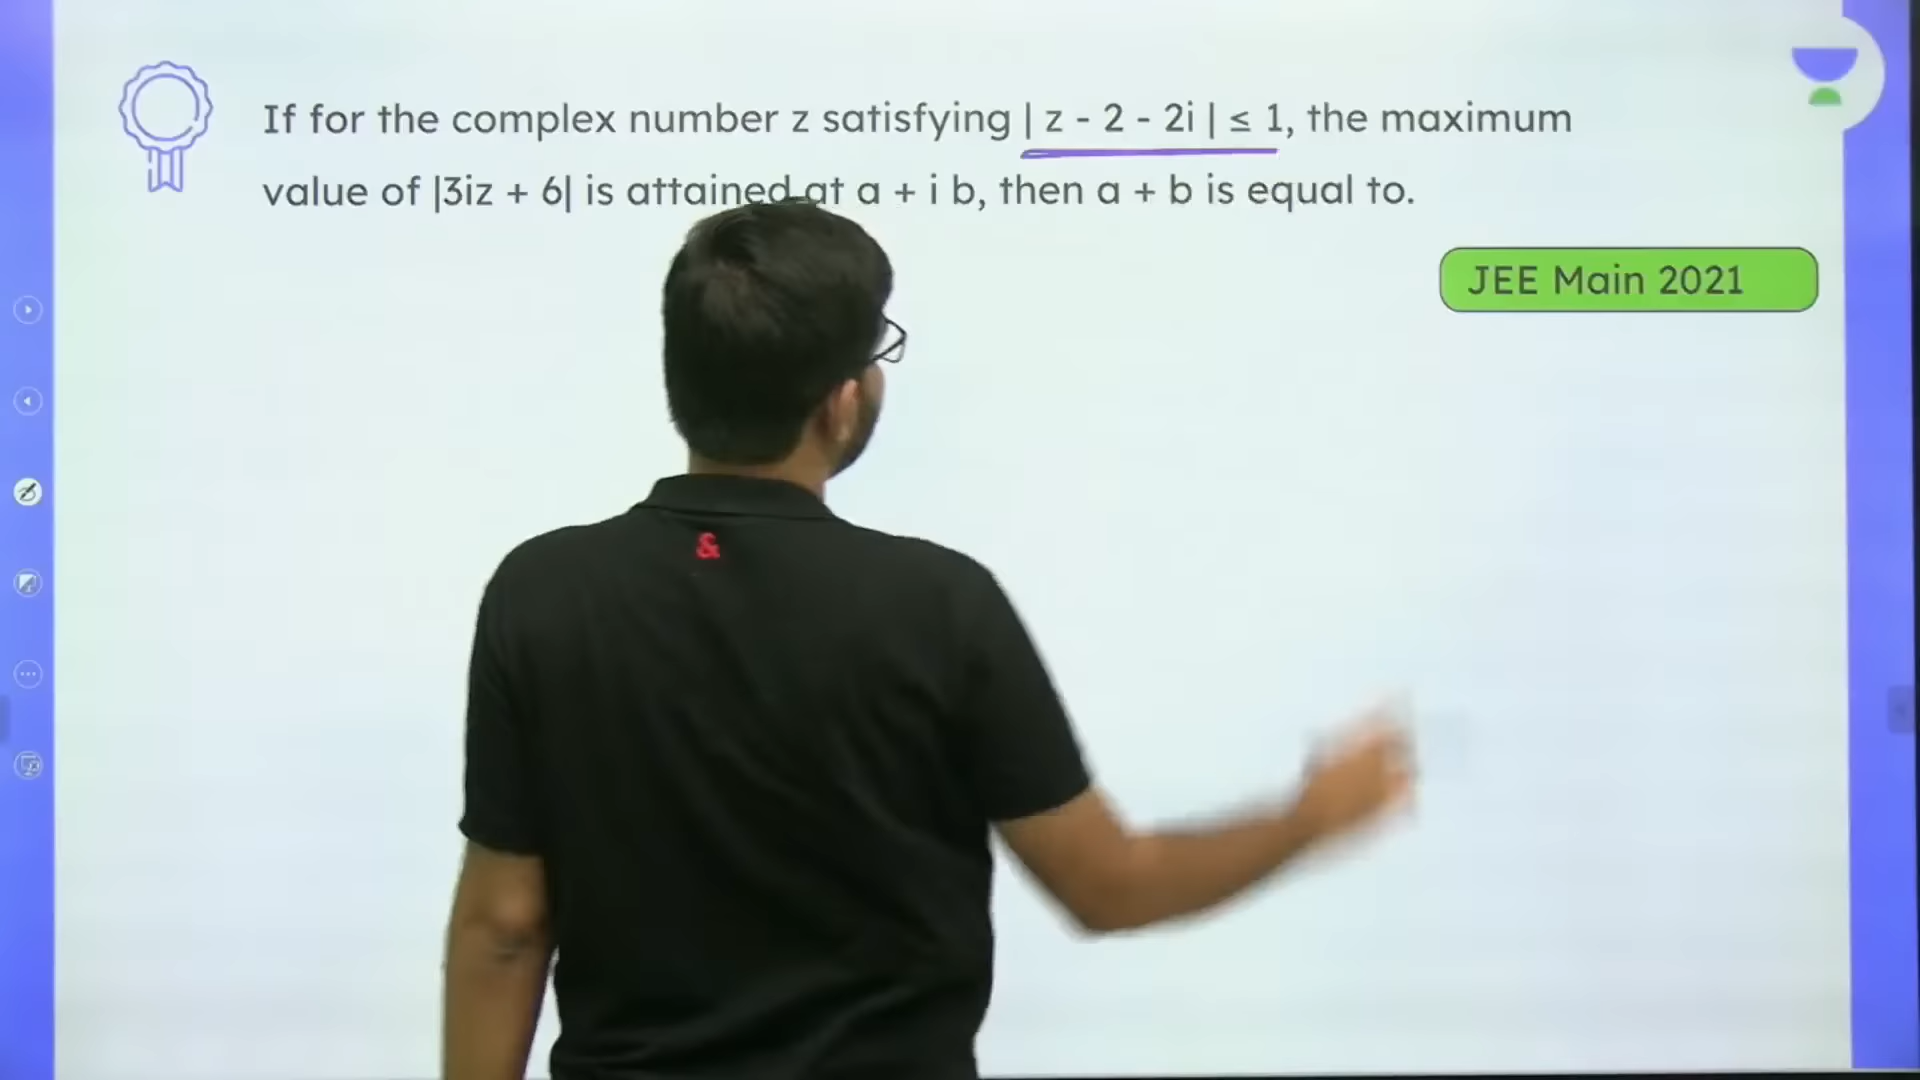 If for the complex number z satisfying | z - 2 - 2i | ≤ 1, the maximum
value of |3iz + 6| is attained at a + i b, then a + b is equal to.
JEE Main 2021
&